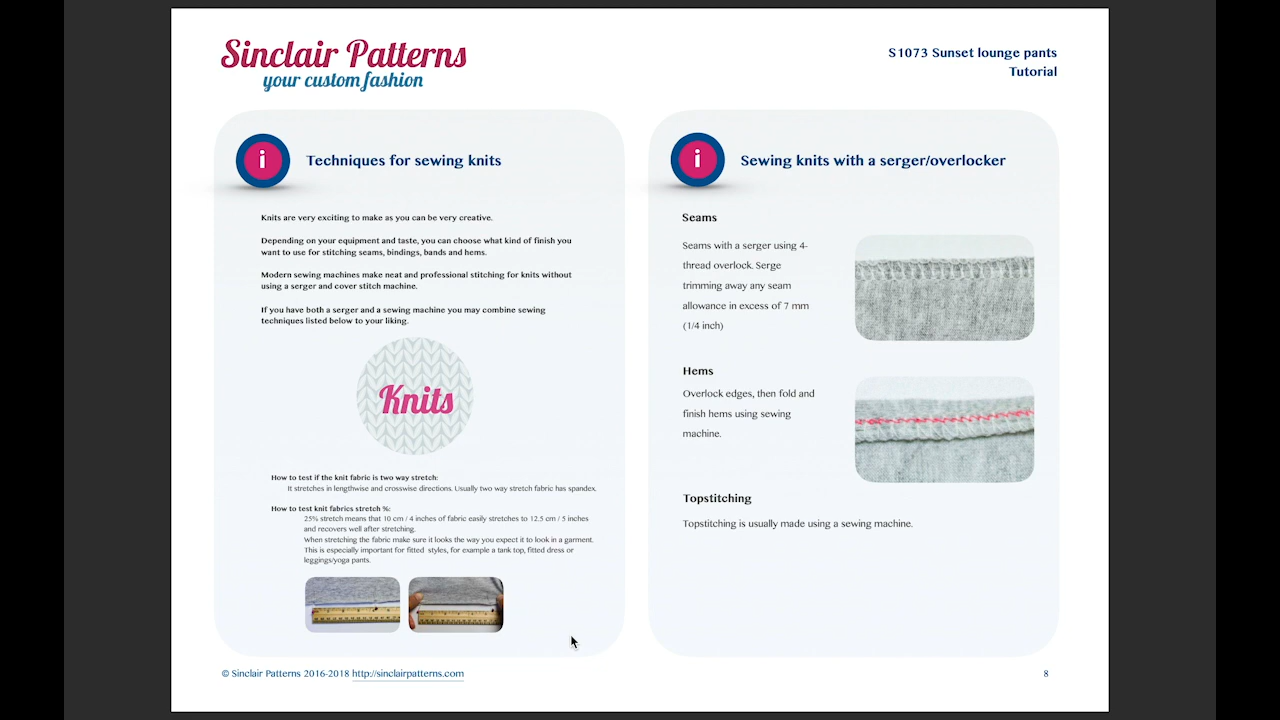 Sinclair Patterns
your custom fashion
S1073 Sunset lounge pants
Tutorial
i
Techniques for sewing knits
Knits are very exciting to make as you can be very creative.
Depending on your equipment and taste, you can choose what kind of finish you
want to use for stitching seams, bindings, bands and hems.
Modern sewing machines make neat and professional stitching for knits without
using a serger and cover stitch machine.
If you have both a serger and a sewing machine you may combine sewing
techniques listed below to your liking.
Knits
How to test if the knit fabric is two way stretch:
It stretches in lengthwise and crosswise directions. Usually two way stretch fabric has spandex.
How to test knit fabrics stretch %:
25% stretch means that 10 cm / 4 inches of fabric easily stretches to 12.5 cm / 5 inches
and recovers well after stretching.
When stretching the fabric make sure it looks the way you expect it to look in a garment.
This is especially important for fitted styles, for example a tank top, fitted dress or
leggings/yoga pants.
i
Sewing knits with a serger/overlocker
Seams
Seams with a serger using 4-
thread overlock. Serge
trimming away any seam
allowance in excess of 7 mm
(1/4 inch)
Hems
Overlock edges, then fold and
finish hems using sewing
machine.
Topstitching
Topstitching is usually made using a sewing machine.
© Sinclair Patterns 2016-2018 http://sinclairpatterns.com
8